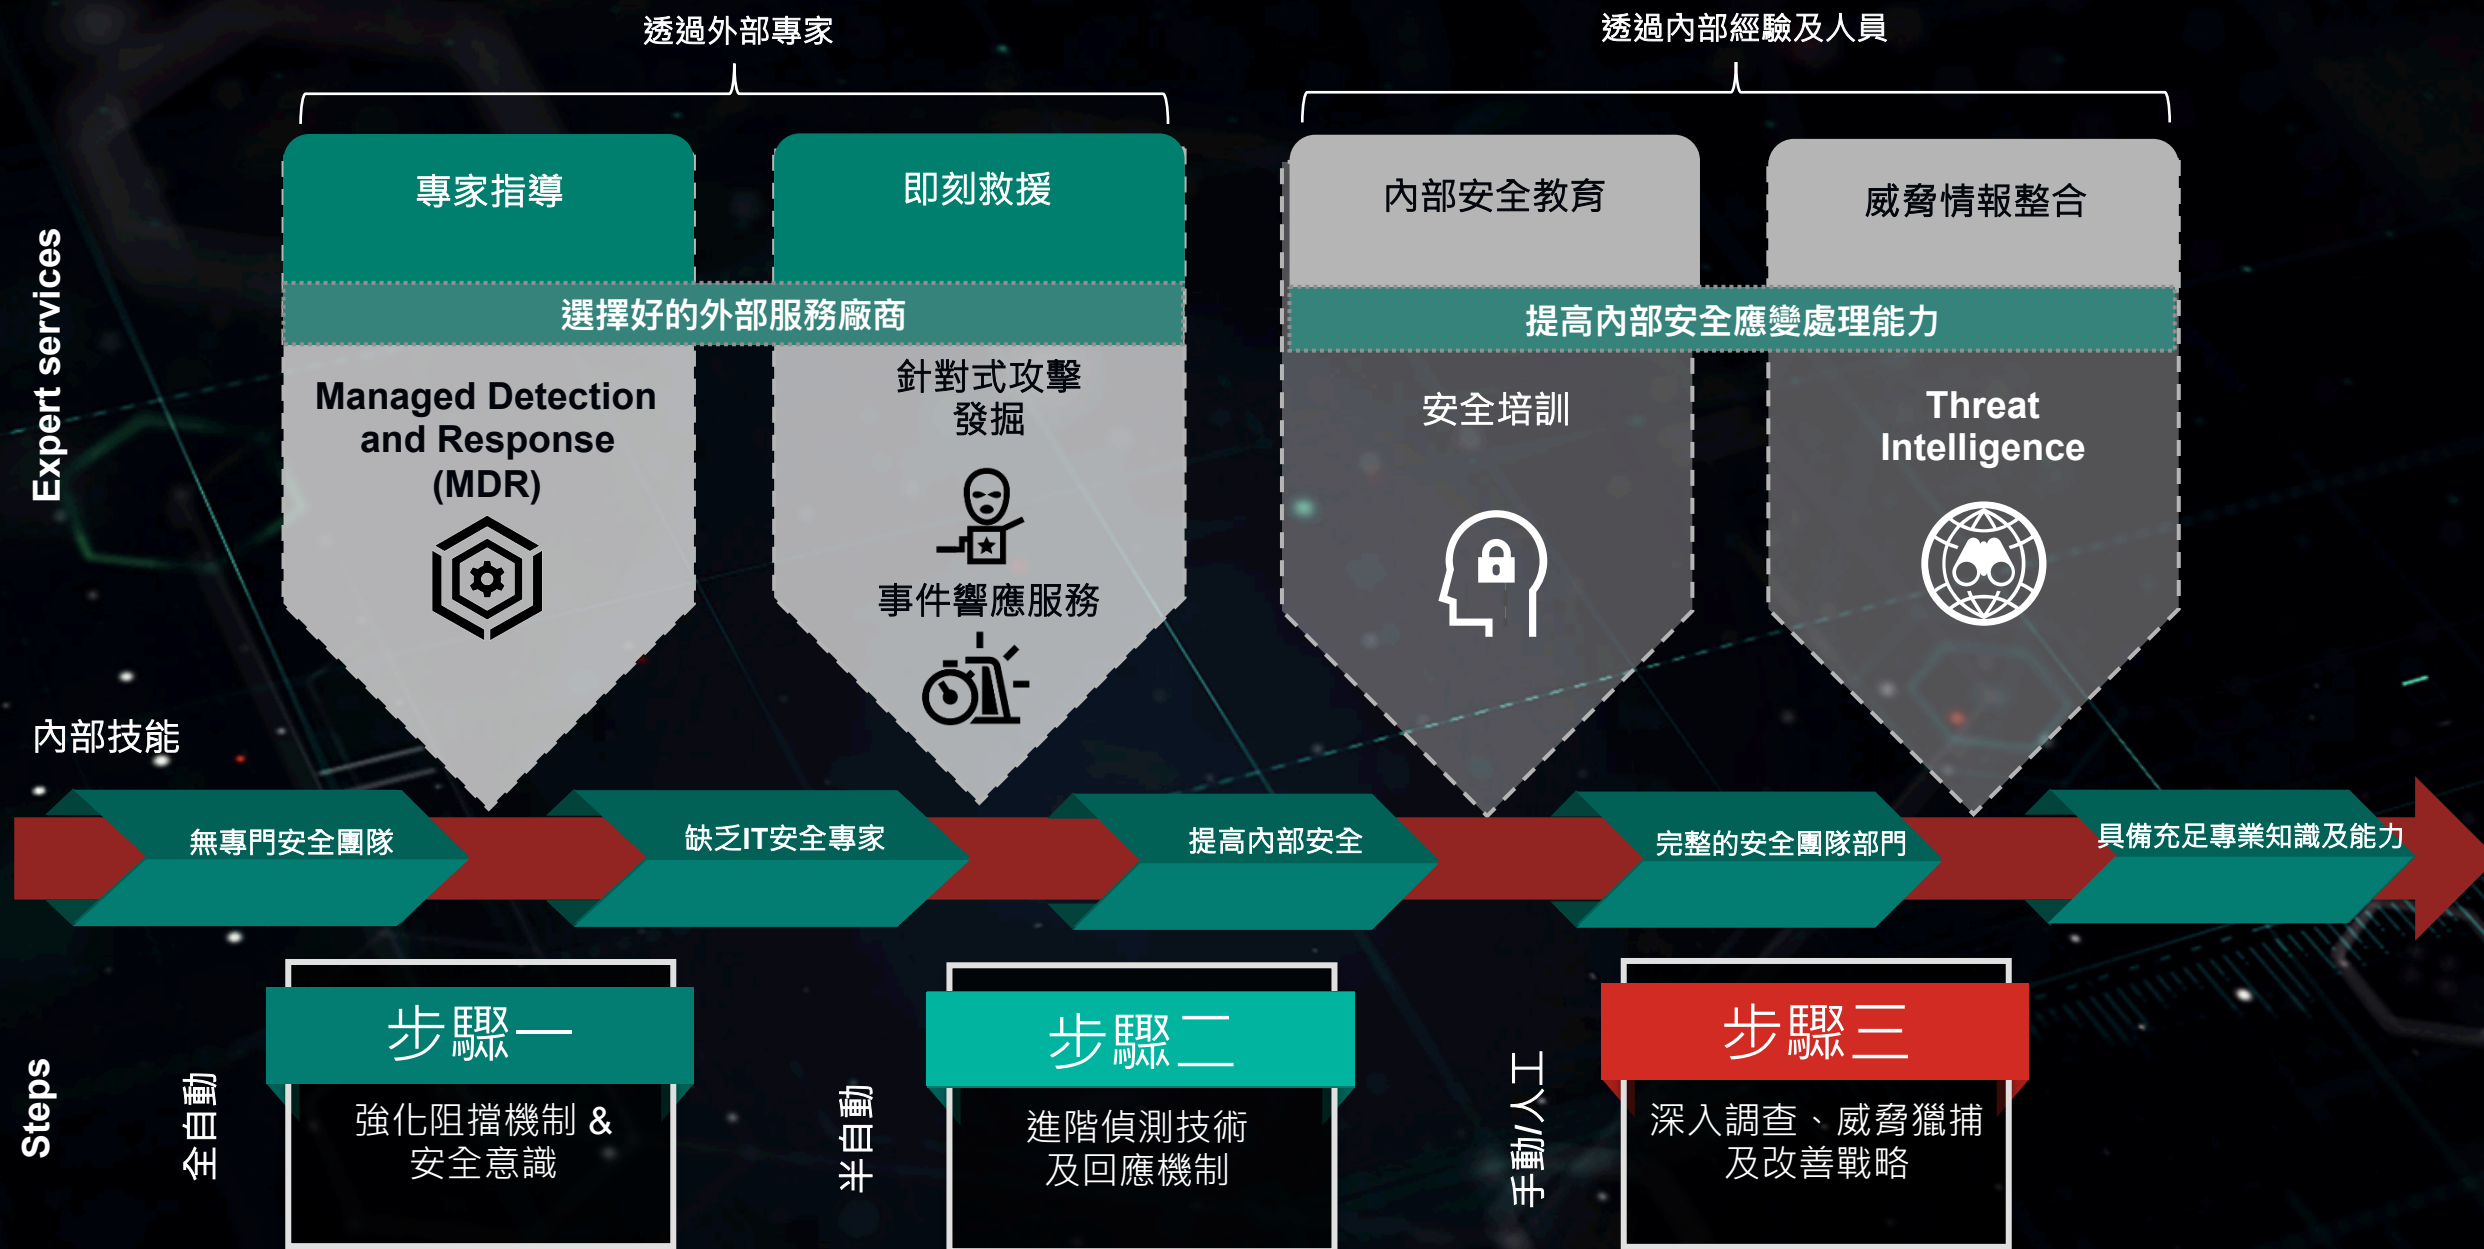 透過外部專家
透過內部經驗及人員
Expert services
專家指導
即刻救援
內部安全教育
威脅情報整合
選擇好的外部服務廠商
提高內部安全應變處理能力
Managed Detection
and Response
(MDR)
針對式攻擊
發掘
事件響應服務
安全培訓
Threat
Intelligence
內部技能
無專門安全團隊
缺乏IT安全專家
提高內部安全
完整的安全團隊部門
具備充足專業知識及能力
Steps
全自動
步驟一
強化阻擋機制 &
安全意識
半自動
步驟二
進階偵測技術
及回應機制
手動/人工
步驟三
深入調查、威脅獵捕
及改善戰略